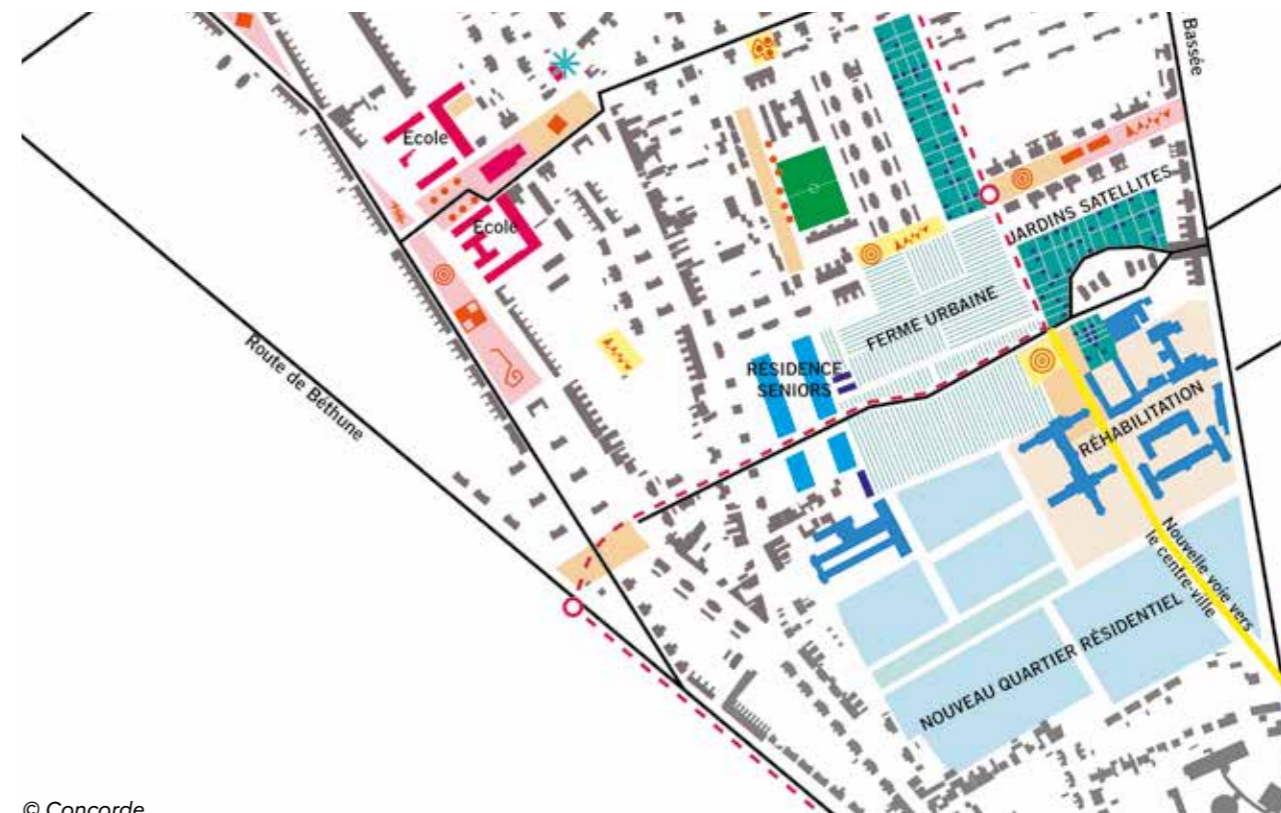 Bassée
École
École
JARDINS SATELLITES
FERME URBAINE
RÉSIDENCE
SENIORS
Route de Béthune
RÉHABILITATION
Nouvelle voie vers
le centre-ville
NOUVEAU QUARTIER RÉSIDENTIEL
© Concorde